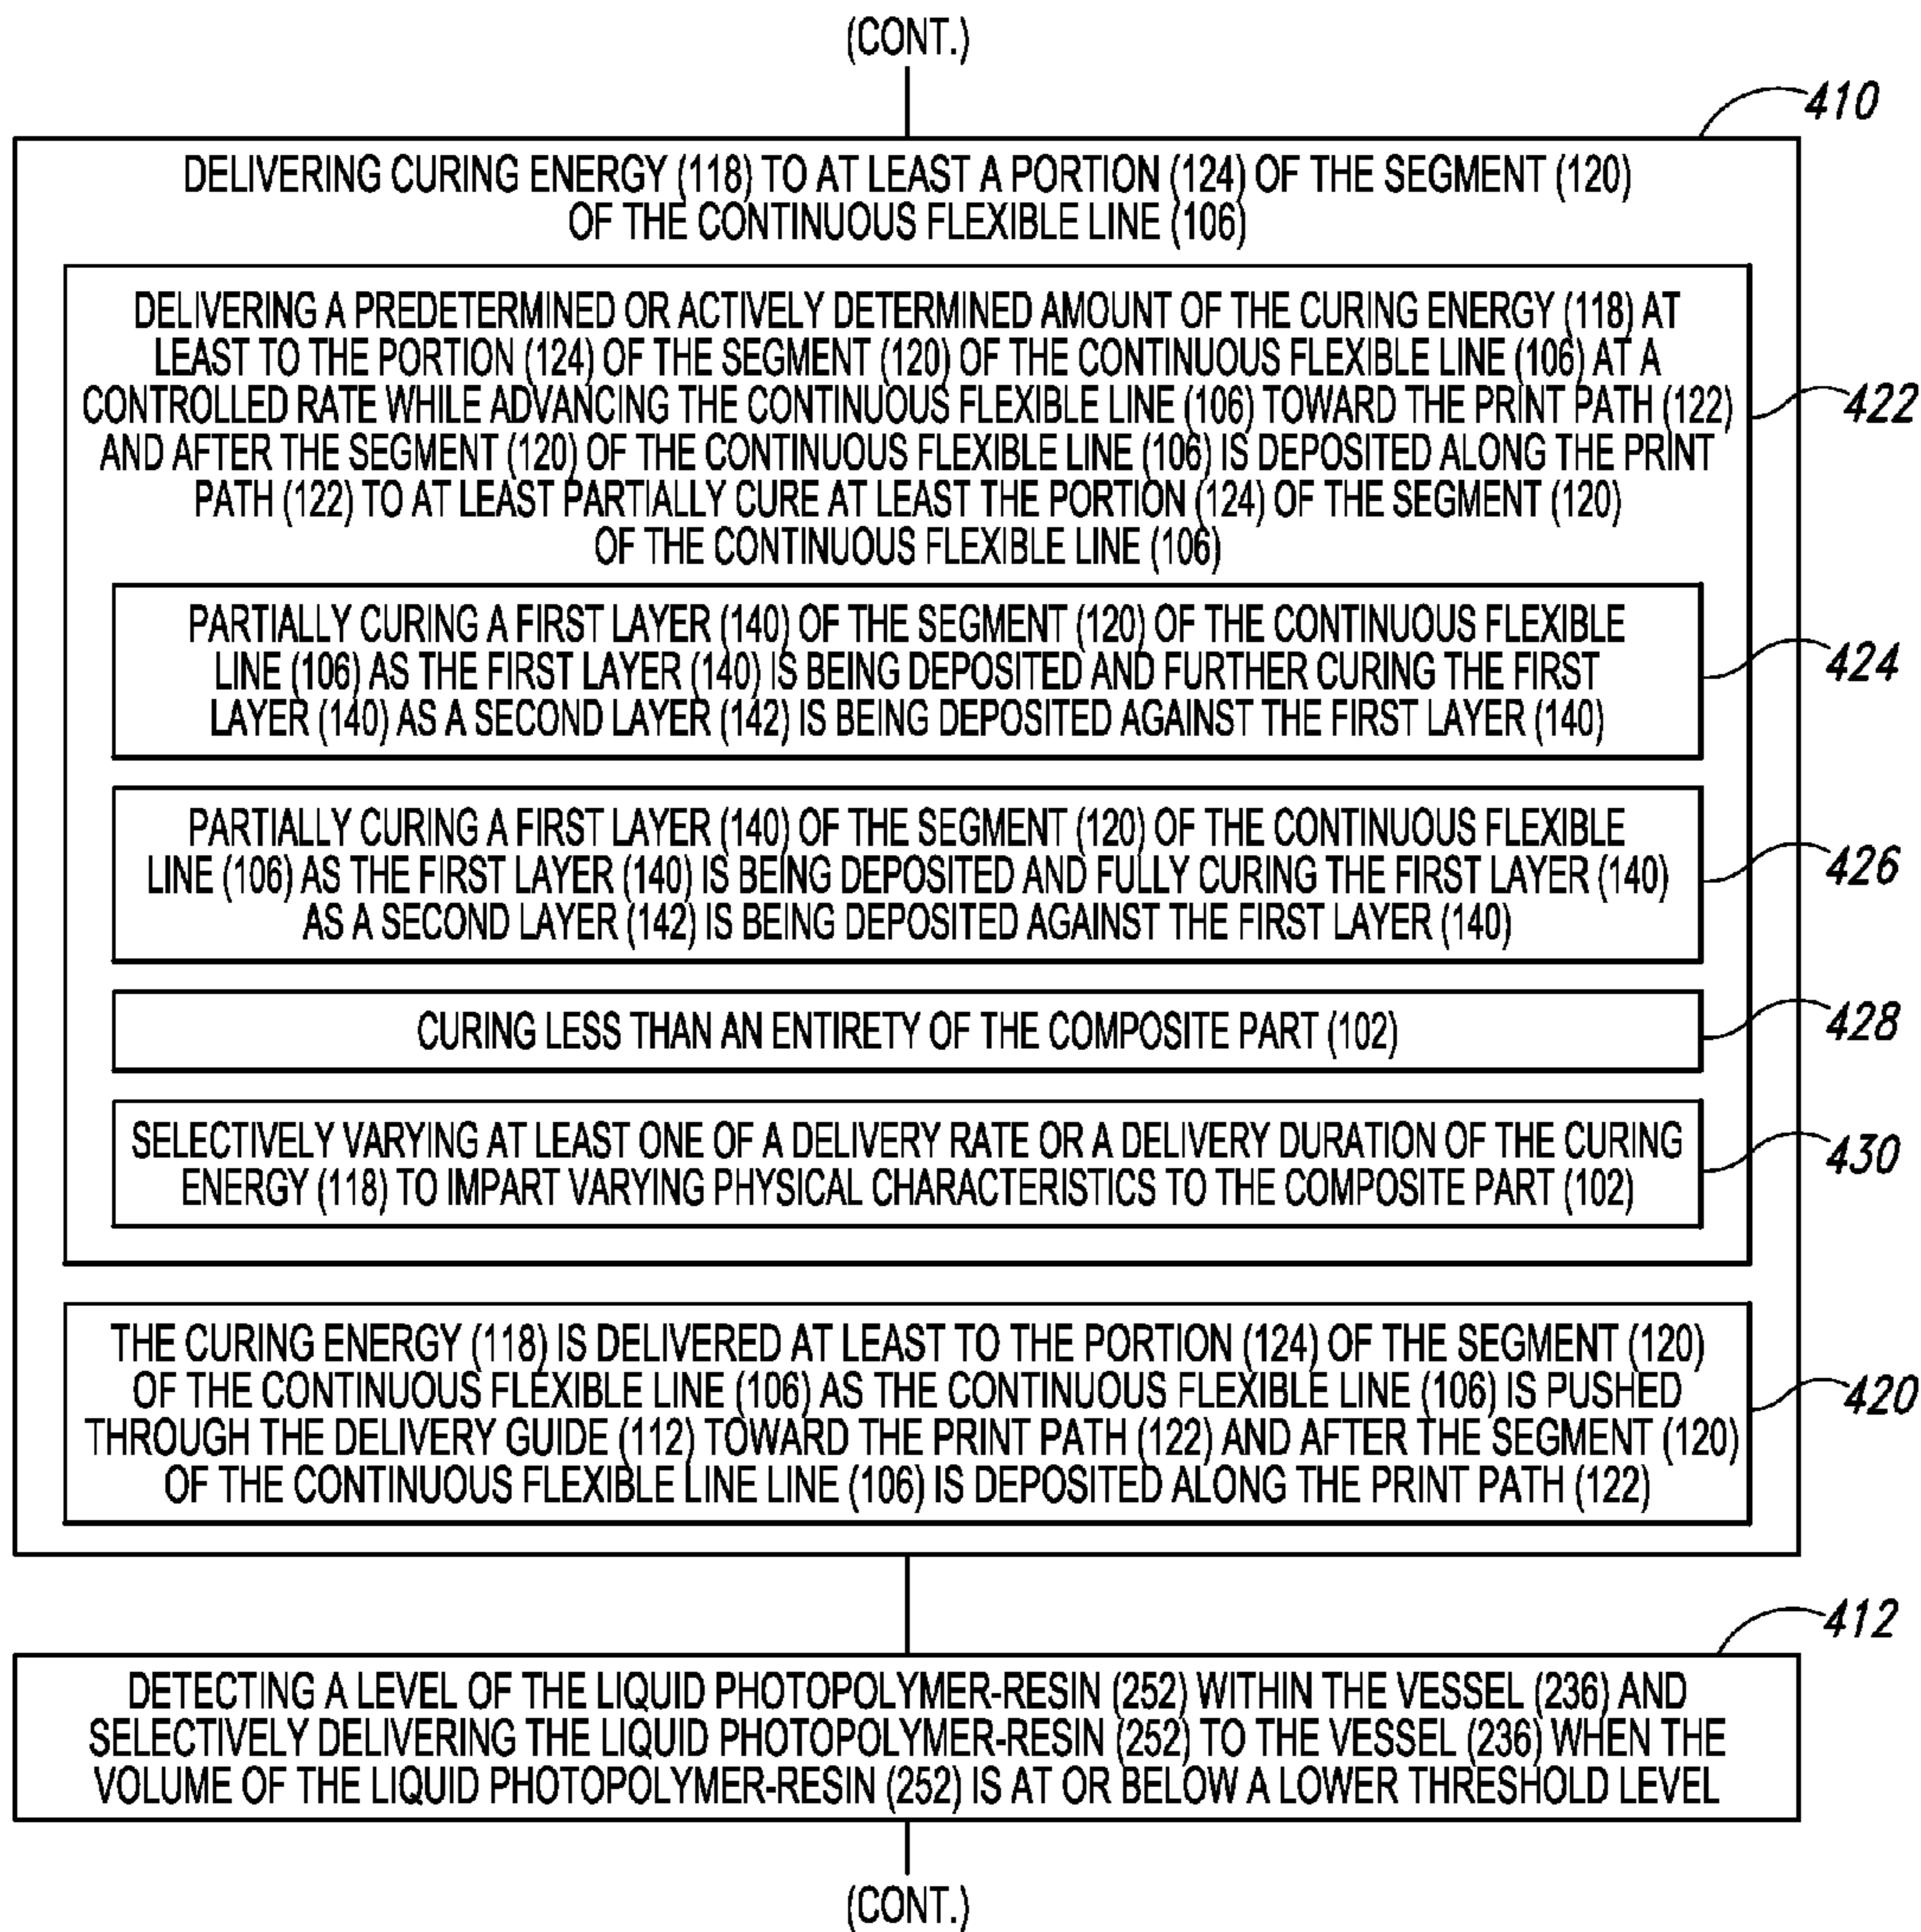 (CONT.)
410
DELIVERING CURING ENERGY (118) TO AT LEAST A PORTION (124) OF THE SEGMENT (120)
OF THE CONTINUOUS FLEXIBLE LINE (106)
DELIVERING A PREDETERMINED OR ACTIVELY DETERMINED AMOUNT OF THE CURING ENERGY (118) AT
LEAST TO THE PORTION (124) OF THE SEGMENT (120) OF THE CONTINUOUS FLEXIBLE LINE (106) AT A
CONTROLLED RATE WHILE ADVANCING THE CONTINUOUS FLEXIBLE LINE (106) TOWARD THE PRINT PATH (122)
AND AFTER THE SEGMENT (120) OF THE CONTINUOUS FLEXIBLE LINE (106) IS DEPOSITED ALONG THE PRINT
PATH (122) TO AT LEAST PARTIALLY CURE AT LEAST THE PORTION (124) OF THE SEGMENT (120)
OF THE CONTINUOUS FLEXIBLE LINE (106)
422
PARTIALLY CURING A FIRST LAYER (140) OF THE SEGMENT (120) OF THE CONTINUOUS FLEXIBLE
LINE (106) AS THE FIRST LAYER (140) IS BEING DEPOSITED AND FURTHER CURING THE FIRST
LAYER (140) AS A SECOND LAYER (142) IS BEING DEPOSITED AGAINST THE FIRST LAYER (140)
424
PARTIALLY CURING A FIRST LAYER (140) OF THE SEGMENT (120) OF THE CONTINUOUS FLEXIBLE
LINE (106) AS THE FIRST LAYER (140) IS BEING DEPOSITED AND FULLY CURING THE FIRST LAYER (140)
AS A SECOND LAYER (142) IS BEING DEPOSITED AGAINST THE FIRST LAYER (140)
426
CURING LESS THAN AN ENTIRETY OF THE COMPOSITE PART (102)
428
SELECTIVELY VARYING AT LEAST ONE OF A DELIVERY RATE OR A DELIVERY DURATION OF THE CURING
ENERGY (118) TO IMPART VARYING PHYSICAL CHARACTERISTICS TO THE COMPOSITE PART (102)
430
THE CURING ENERGY (118) IS DELIVERED AT LEAST TO THE PORTION (124) OF THE SEGMENT (120)
OF THE CONTINUOUS FLEXIBLE LINE (106) AS THE CONTINUOUS FLEXIBLE LINE (106) IS PUSHED
THROUGH THE DELIVERY GUIDE (112) TOWARD THE PRINT PATH (122) AND AFTER THE SEGMENT (120)
OF THE CONTINUOUS FLEXIBLE LINE LINE (106) IS DEPOSITED ALONG THE PRINT PATH (122)
420
412
DETECTING A LEVEL OF THE LIQUID PHOTOPOLYMER-RESIN (252) WITHIN THE VESSEL (236) AND
SELECTIVELY DELIVERING THE LIQUID PHOTOPOLYMER-RESIN (252) TO THE VESSEL (236) WHEN THE
VOLUME OF THE LIQUID PHOTOPOLYMER-RESIN (252) IS AT OR BELOW A LOWER THRESHOLD LEVEL
(CONT.)